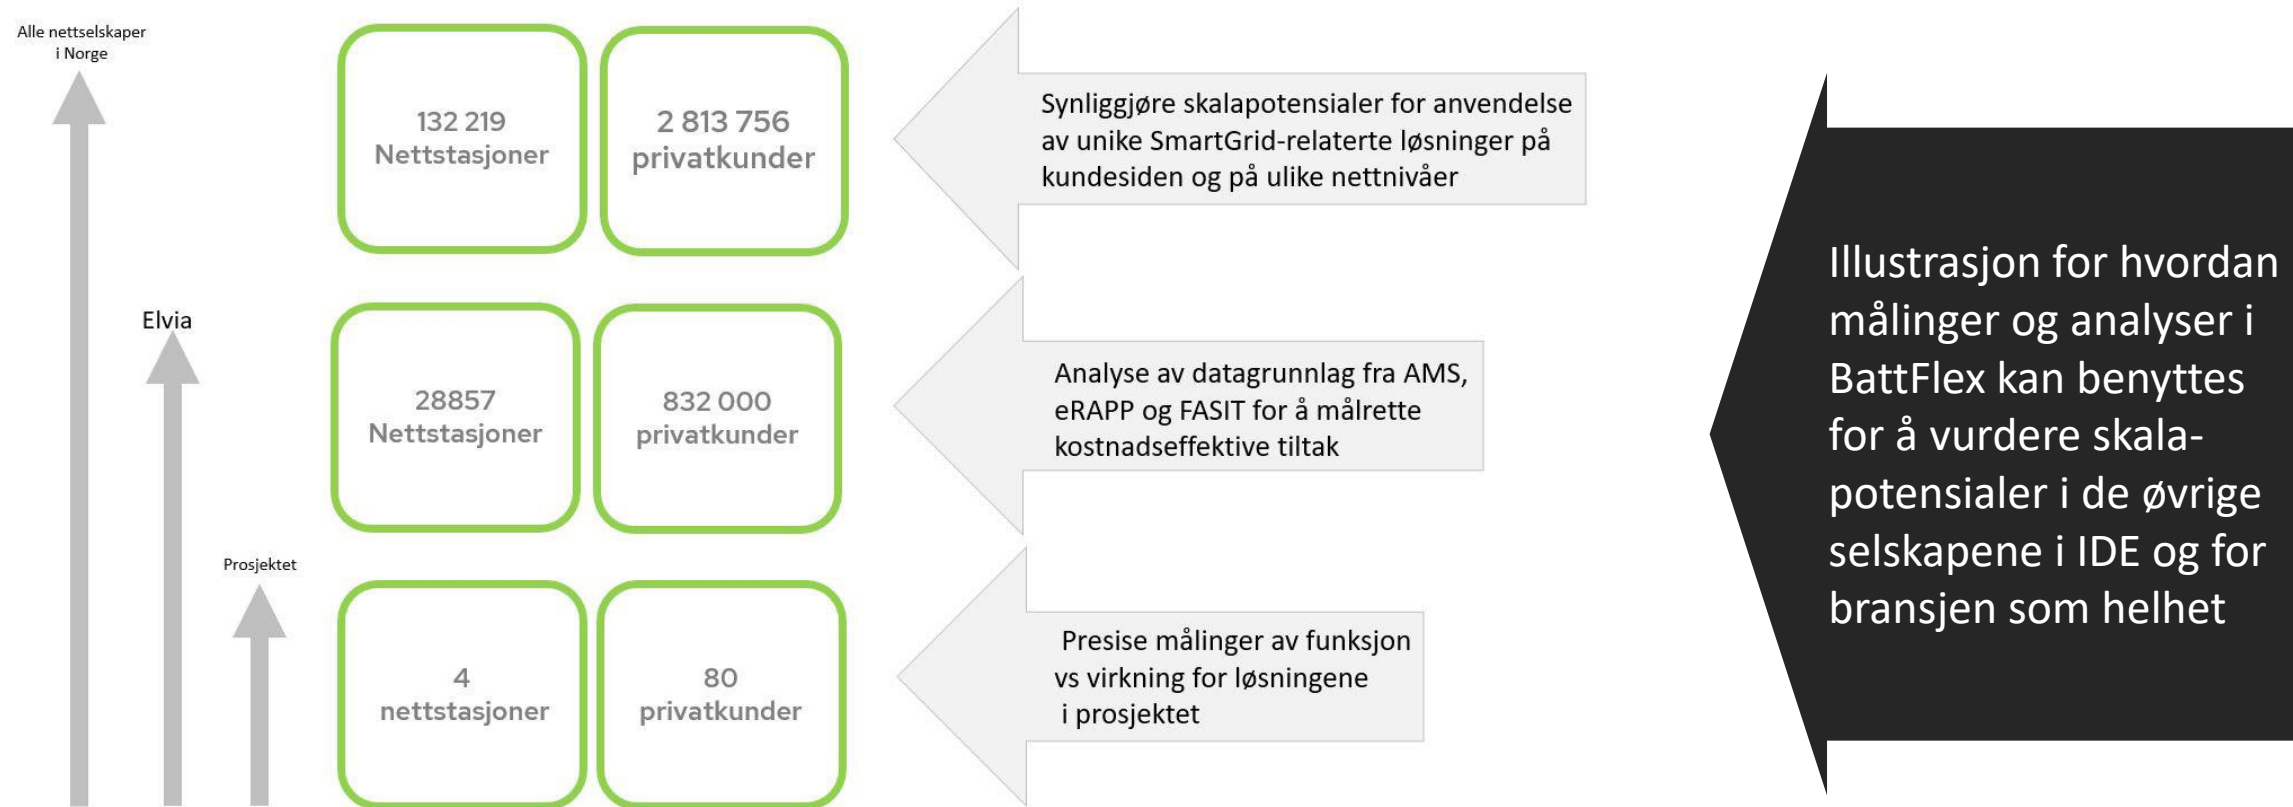 Alle nettselskaper
i Norge
132 219
Nettstasjoner
2 813 756
privatkunder
Synliggjøre skalapotensialer for anvendelse
av unike SmartGrid-relaterte løsninger på
kundesiden og på ulike nettnivåer
Elvia
28857
Nettstasjoner
832 000
privatkunder
Analyse av datagrunnlag fra AMS,
eRAPP og FASIT for å målrette
kostnadseffektive tiltak
Prosjektet
4
nettstasjoner
80
privatkunder
Presise målinger av funksjon
vs virkning for løsningene
i prosjektet
Illustrasjon for hvordan
målinger og analyser i
BattFlex kan benyttes
for å vurdere skala-
potensialer i de øvrige
selskapene i IDE og for
bransjen som helhet